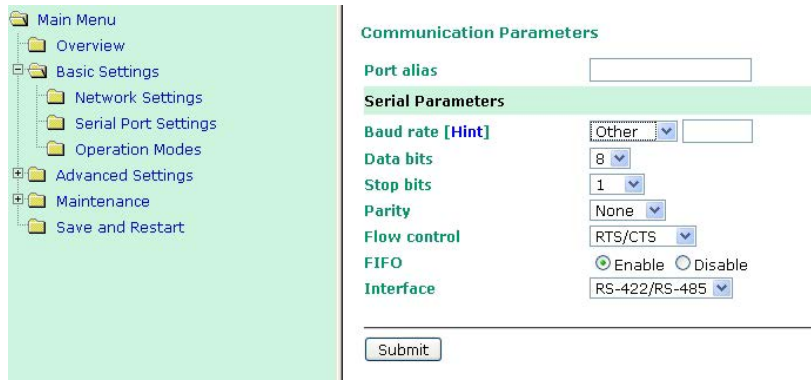 Main Menu
Overview
Basic Settings
Network Settings
Serial Port Settings
Operation Modes
Advanced Settings
Maintenance
Save and Restart
Communication Parameters
Port alias
Serial Parameters
Baud rate [Hint] Other
Data bits 8
Stop bits 1
Parity None
Flow control RTS/CTS
FIFO Enable Disable
Interface RS-422/RS-485
Submit